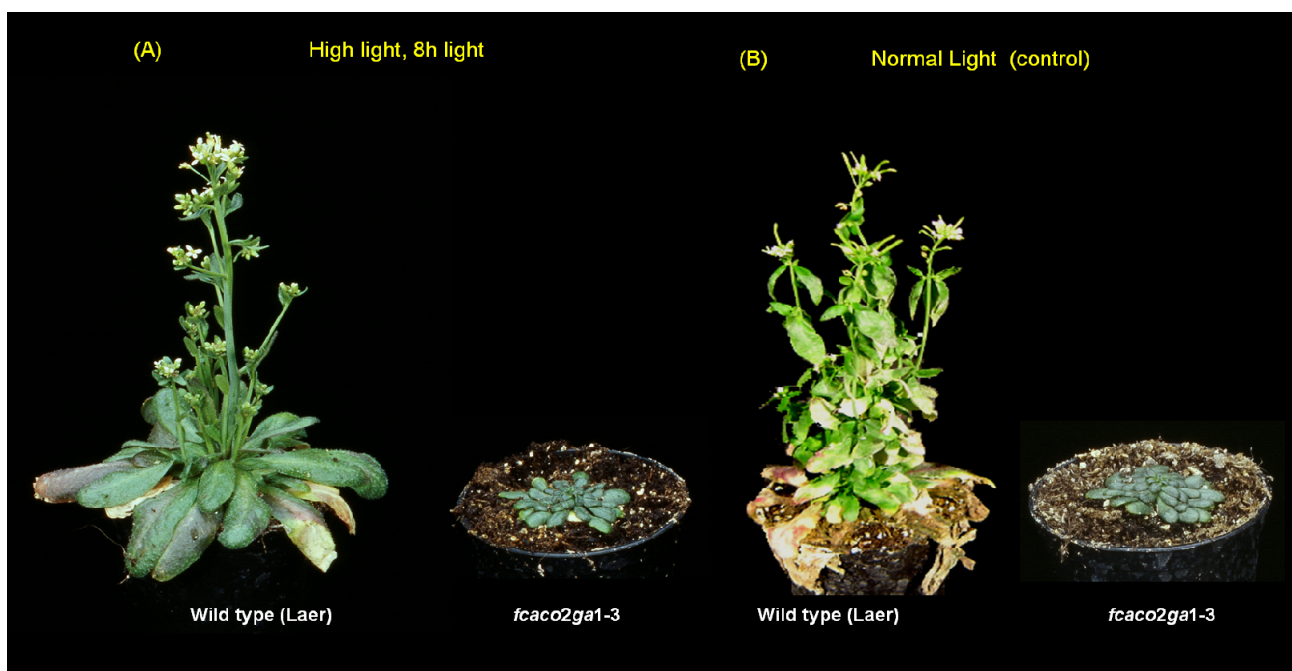 (A) High light, 8h light
(B) Normal Light (control)
Wild type (Laer)
fcaco2ga1-3
Wild type (Laer)
fcaco2ga1-3